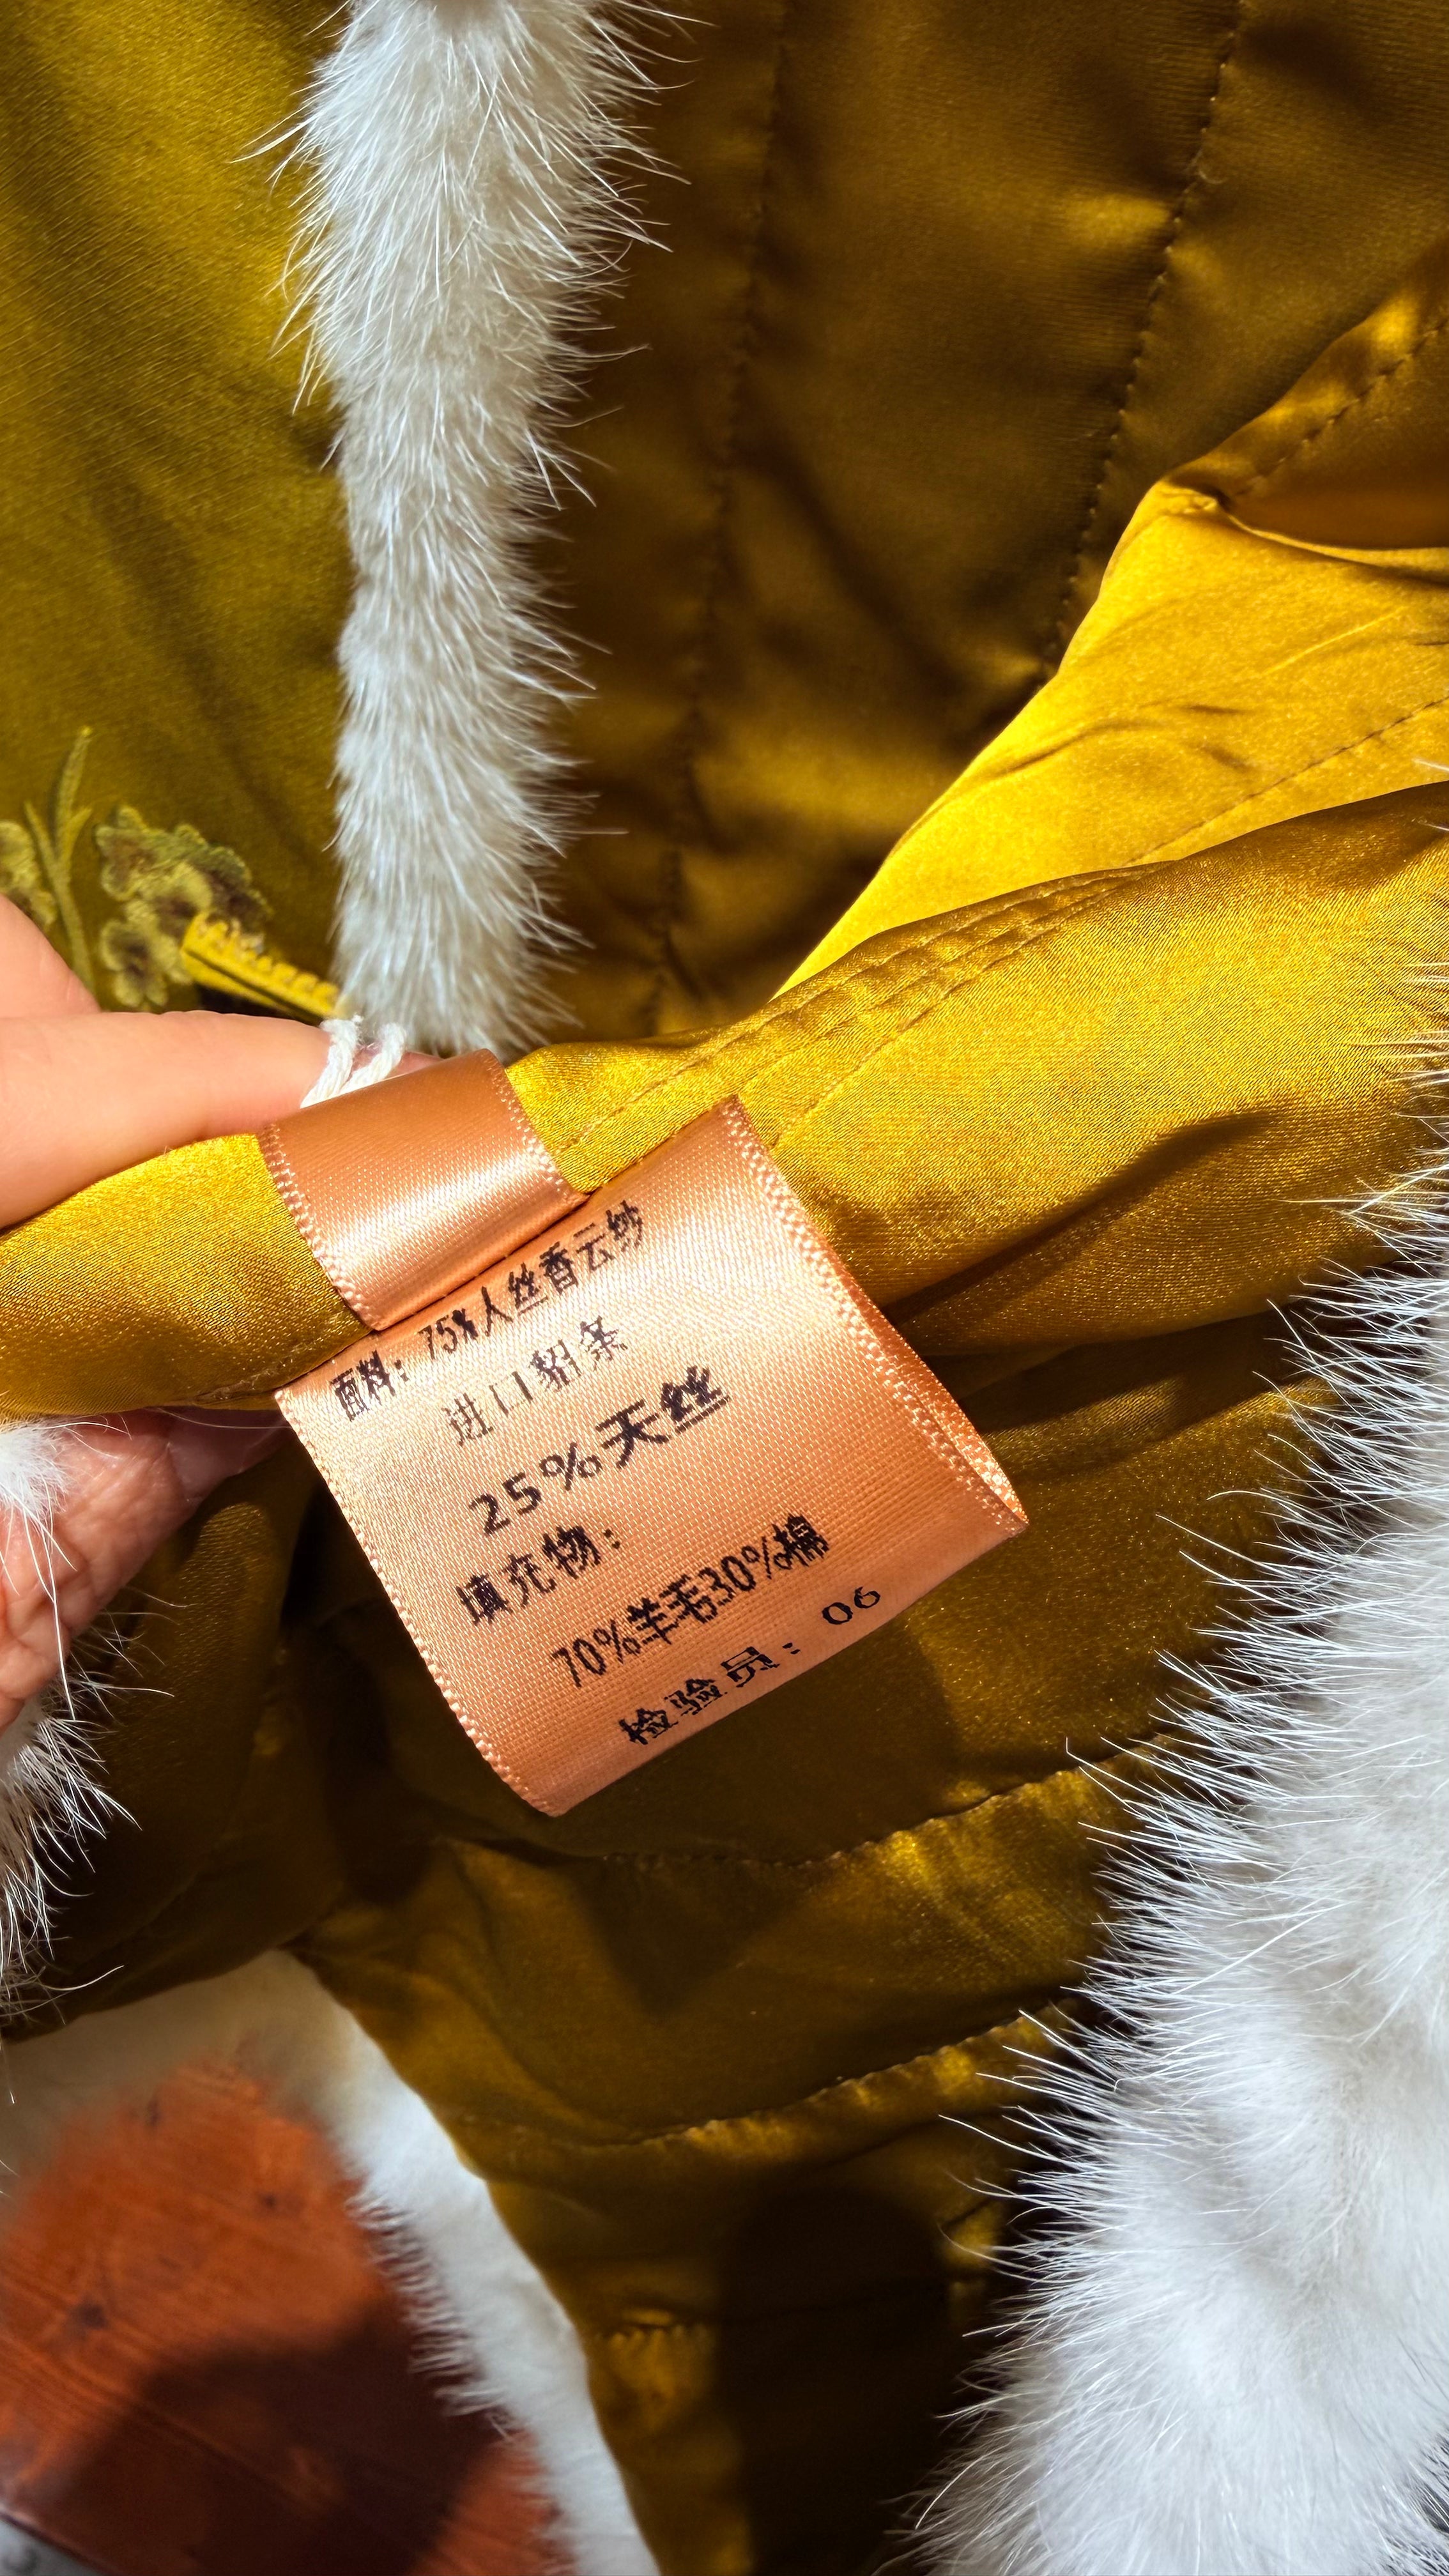 面料：75%人丝香云纱
进口貂条
25%天丝
填充物：
70%羊毛30%棉
检验员：06